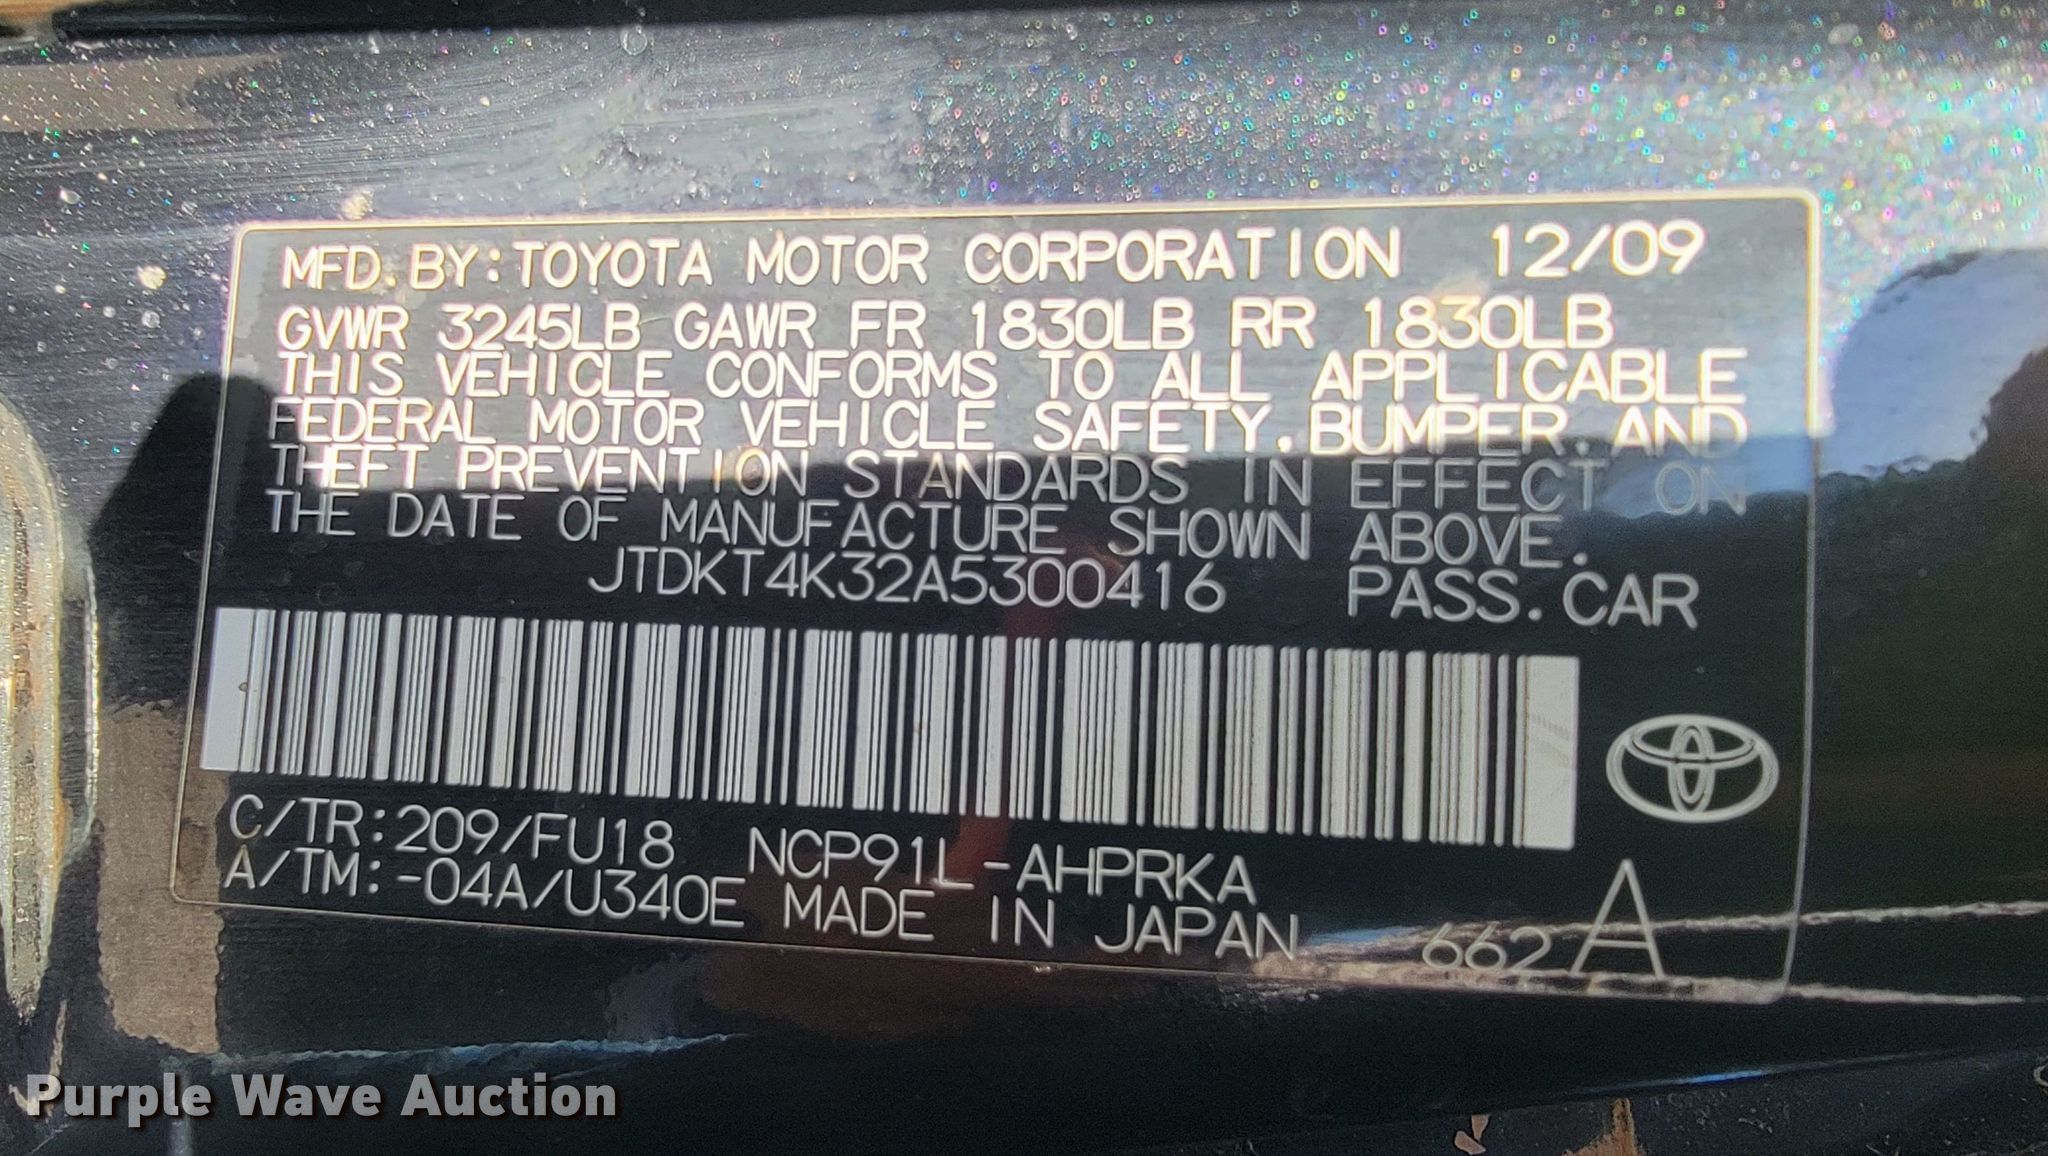 MFD. BY: TOYOTA MOTOR CORPORATION 12/09
GVWR 3245LB GAWR FR 1830LB RR 1830LB
THIS VEHICLE CONFORMS TO ALL APPLICABLE
FEDERAL MOTOR VEHICLE SAFETY, BUMPER, AND
THEFT PREVENTION STANDARDS IN EFFECT ON
THE DATE OF MANUFACTURE SHOWN ABOVE.
JTDKT4K32A5300416 PASS. CAR
C/TR: 209/FU18 NCP91L-AHPRKA
A/TM: -04A/U340E MADE IN JAPAN 662 A
Purple Wave Auction